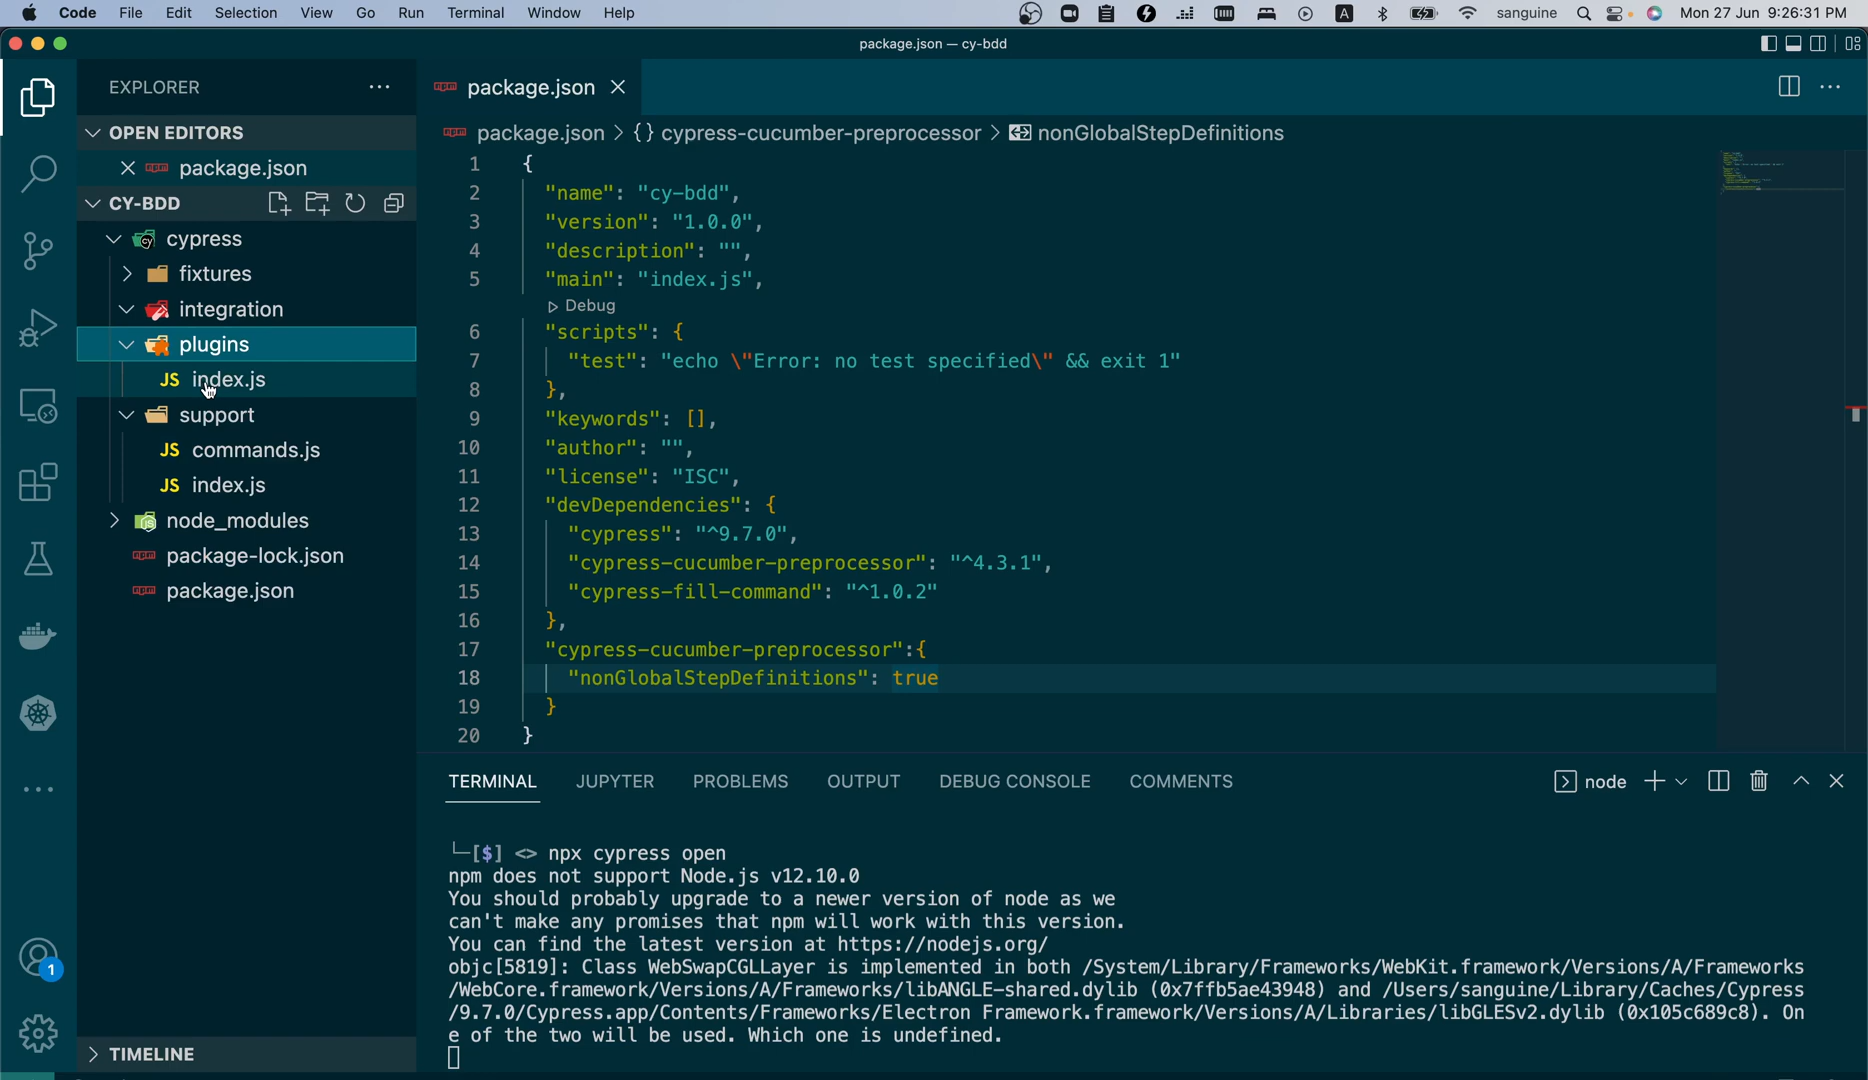 Code File Edit Selection View Go Run Terminal Window Help
A sanguine Mon 27 Jun 9:26:31 PM
package.json — cy-bdd
EXPLORER
OPEN EDITORS
package.json
CY-BDD
cypress
fixtures
integration
plugins
JS index.js
support
JS commands.js
JS index.js
node_modules
package-lock.json
package.json
TIMELINE
1
package.json
package.json > {} cypress-cucumber-preprocessor > nonGlobalStepDefinitions
1 {
2 "name": "cy-bdd",
3 "version": "1.0.0",
4 "description": "",
5 "main": "index.js",
Debug
6 "scripts": {
7 "test": "echo \"Error: no test specified\" && exit 1"
8 },
9 "keywords": [],
10 "author": "",
11 "license": "ISC",
12 "devDependencies": {
13 "cypress": "^9.7.0",
14 "cypress-cucumber-preprocessor": "^4.3.1",
15 "cypress-fill-command": "^1.0.2"
16 },
17 "cypress-cucumber-preprocessor":{
18 "nonGlobalStepDefinitions": true
19 }
20 }
TERMINAL JUPYTER PROBLEMS OUTPUT DEBUG CONSOLE COMMENTS
node
└─[$] <> npx cypress open
npm does not support Node.js v12.10.0
You should probably upgrade to a newer version of node as we
can't make any promises that npm will work with this version.
You can find the latest version at https://nodejs.org/
objc[5819]: Class WebSwapCGLLayer is implemented in both /System/Library/Frameworks/WebKit.framework/Versions/A/Frameworks
/WebCore.framework/Versions/A/Frameworks/libANGLE-shared.dylib (0x7ffb5ae43948) and /Users/sanguine/Library/Caches/Cypress
/9.7.0/Cypress.app/Contents/Frameworks/Electron Framework.framework/Versions/A/Libraries/libGLESv2.dylib (0x105c689c8). On
e of the two will be used. Which one is undefined.